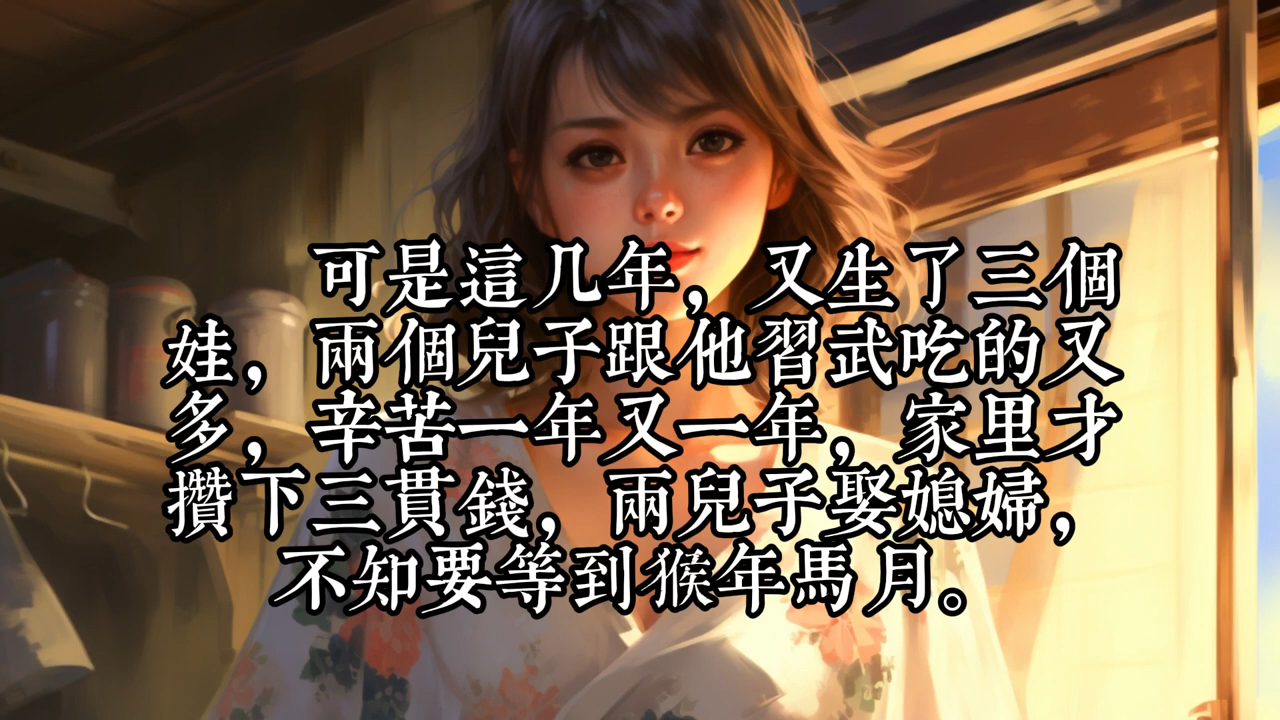 可是這几年，又生了三個
娃，兩個兒子跟他習武吃的又
多，辛苦一年又一年，家里才
攢下三貫錢，兩兒子娶媳婦，
不知要等到猴年馬月。